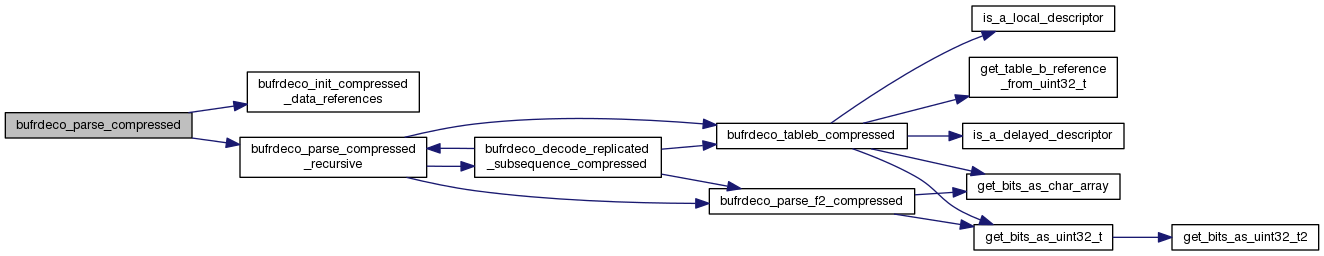 bufrdeco_parse_compressed
bufrdeco_init_compressed
_data_references
bufrdeco_parse_compressed
_recursive
bufrdeco_decode_replicated
_subsequence_compressed
bufrdeco_tableb_compressed
bufrdeco_parse_f2_compressed
is_a_local_descriptor
get_table_b_reference
_from_uint32_t
is_a_delayed_descriptor
get_bits_as_char_array
get_bits_as_uint32_t
get_bits_as_uint32_t2